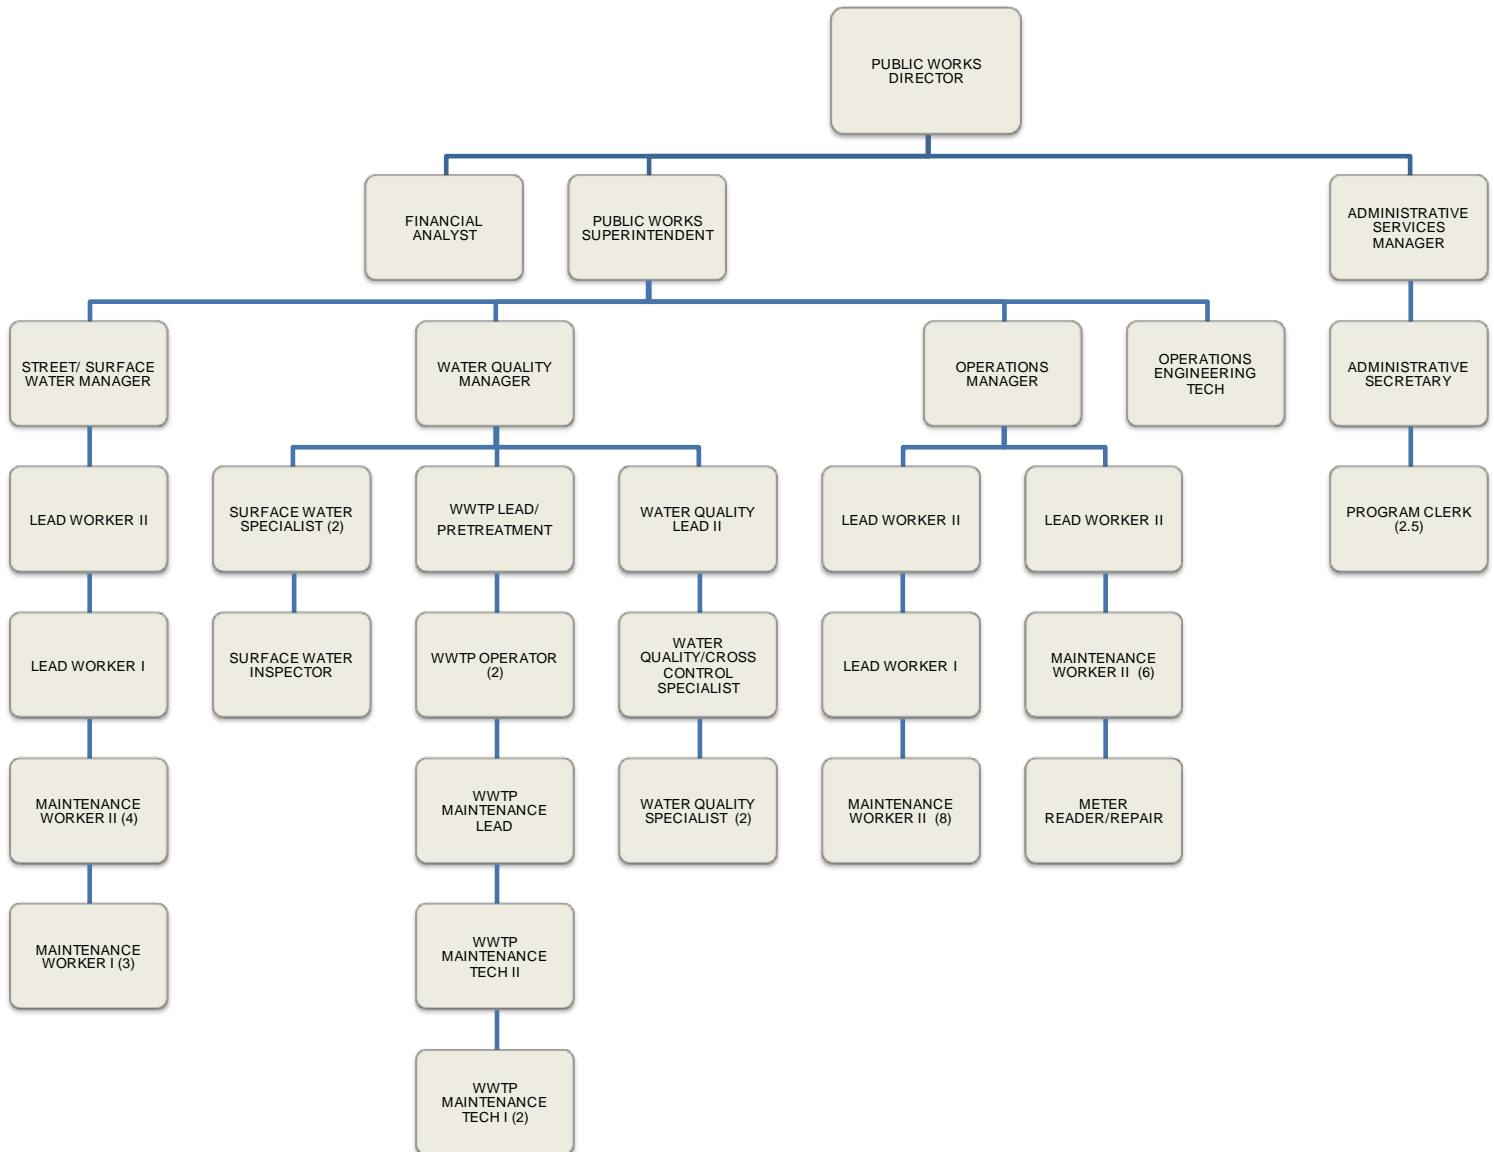 PUBLIC WORKS
DIRECTOR
FINANCIAL
ANALYST
PUBLIC WORKS
SUPERINTENDENT
ADMINISTRATIVE
SERVICES
MANAGER
STREET/ SURFACE
WATER MANAGER
WATER QUALITY
MANAGER
OPERATIONS
MANAGER
OPERATIONS
ENGINEERING
TECH
ADMINISTRATIVE
SECRETARY
LEAD WORKER II
SURFACE WATER
SPECIALIST (2)
WWTP LEAD/
PRETREATMENT
WATER QUALITY
LEAD II
LEAD WORKER II
LEAD WORKER II
PROGRAM CLERK
(2.5)
LEAD WORKER I
SURFACE WATER
INSPECTOR
WWTP OPERATOR
(2)
WATER
QUALITY/CROSS
CONTROL
SPECIALIST
LEAD WORKER I
MAINTENANCE
WORKER II (6)
MAINTENANCE
WORKER II (4)
WWTP
MAINTENANCE
LEAD
WATER QUALITY
SPECIALIST (2)
MAINTENANCE
WORKER II (8)
METER
READER/REPAIR
MAINTENANCE
WORKER I (3)
WWTP
MAINTENANCE
TECH II
WWTP
MAINTENANCE
TECH I (2)